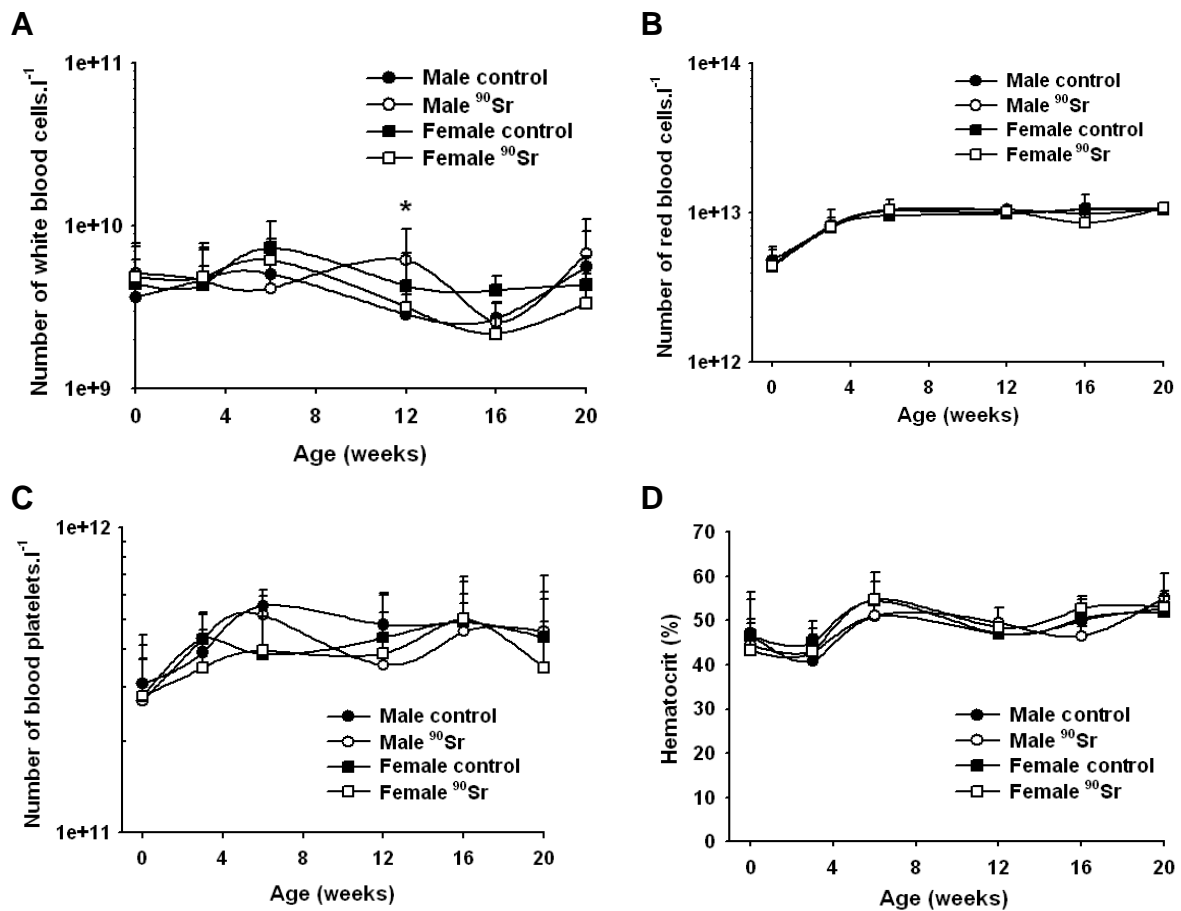 A
Number of white blood cells.l⁻¹
1e+11
1e+10
1e+9
Male control
Male ⁹⁰Sr
Female control
Female ⁹⁰Sr
*
0 4 8 12 16 20
Age (weeks)
B
Number of red blood cells.l⁻¹
1e+14
1e+13
1e+12
Male control
Male ⁹⁰Sr
Female control
Female ⁹⁰Sr
0 4 8 12 16 20
Age (weeks)
C
Number of blood platelets.l⁻¹
1e+12
1e+11
Male control
Male ⁹⁰Sr
Female control
Female ⁹⁰Sr
0 4 8 12 16 20
Age (weeks)
D
Hematocrit (%)
70
60
50
40
30
20
10
0
Male control
Male ⁹⁰Sr
Female control
Female ⁹⁰Sr
0 4 8 12 16 20
Age (weeks)